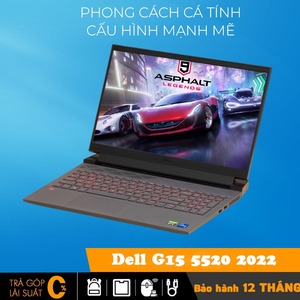 PHONG CÁCH CÁ TÍNH
CẤU HÌNH MẠNH MẼ
ASPHALT
LEGENDS
Dell G15 5520 2022
TRẢ GÓP
LÃI SUẤT
Bảo hành 12 THÁNG